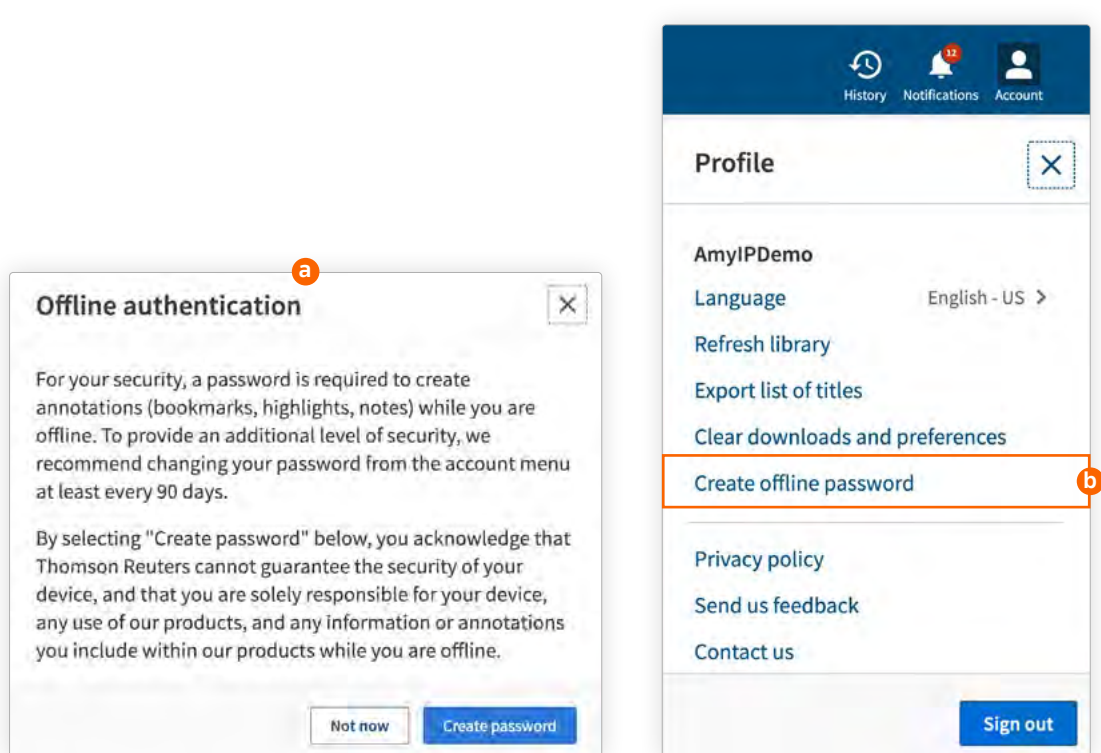 a
Offline authentication
For your security, a password is required to create
annotations (bookmarks, highlights, notes) while you are
offline. To provide an additional level of security, we
recommend changing your password from the account menu
at least every 90 days.
By selecting "Create password" below, you acknowledge that
Thomson Reuters cannot guarantee the security of your
device, and that you are solely responsible for your device,
any use of our products, and any information or annotations
you include within our products while you are offline.
Not now Create password
12
History Notifications Account
Profile
AmyIPDemo
Language English - US >
Refresh library
Export list of titles
Clear downloads and preferences
Create offline password
b
Privacy policy
Send us feedback
Contact us
Sign out